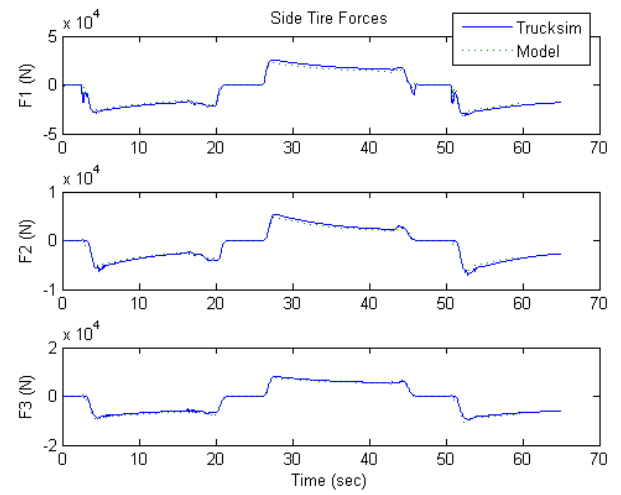 x 10^4
Side Tire Forces
Trucksim
Model
F1 (N)
5
0
-5
0 10 20 30 40 50 60 70
x 10^4
F2 (N)
1
0
-1
0 10 20 30 40 50 60 70
x 10^4
F3 (N)
2
0
-2
0 10 20 30 40 50 60 70
Time (sec)